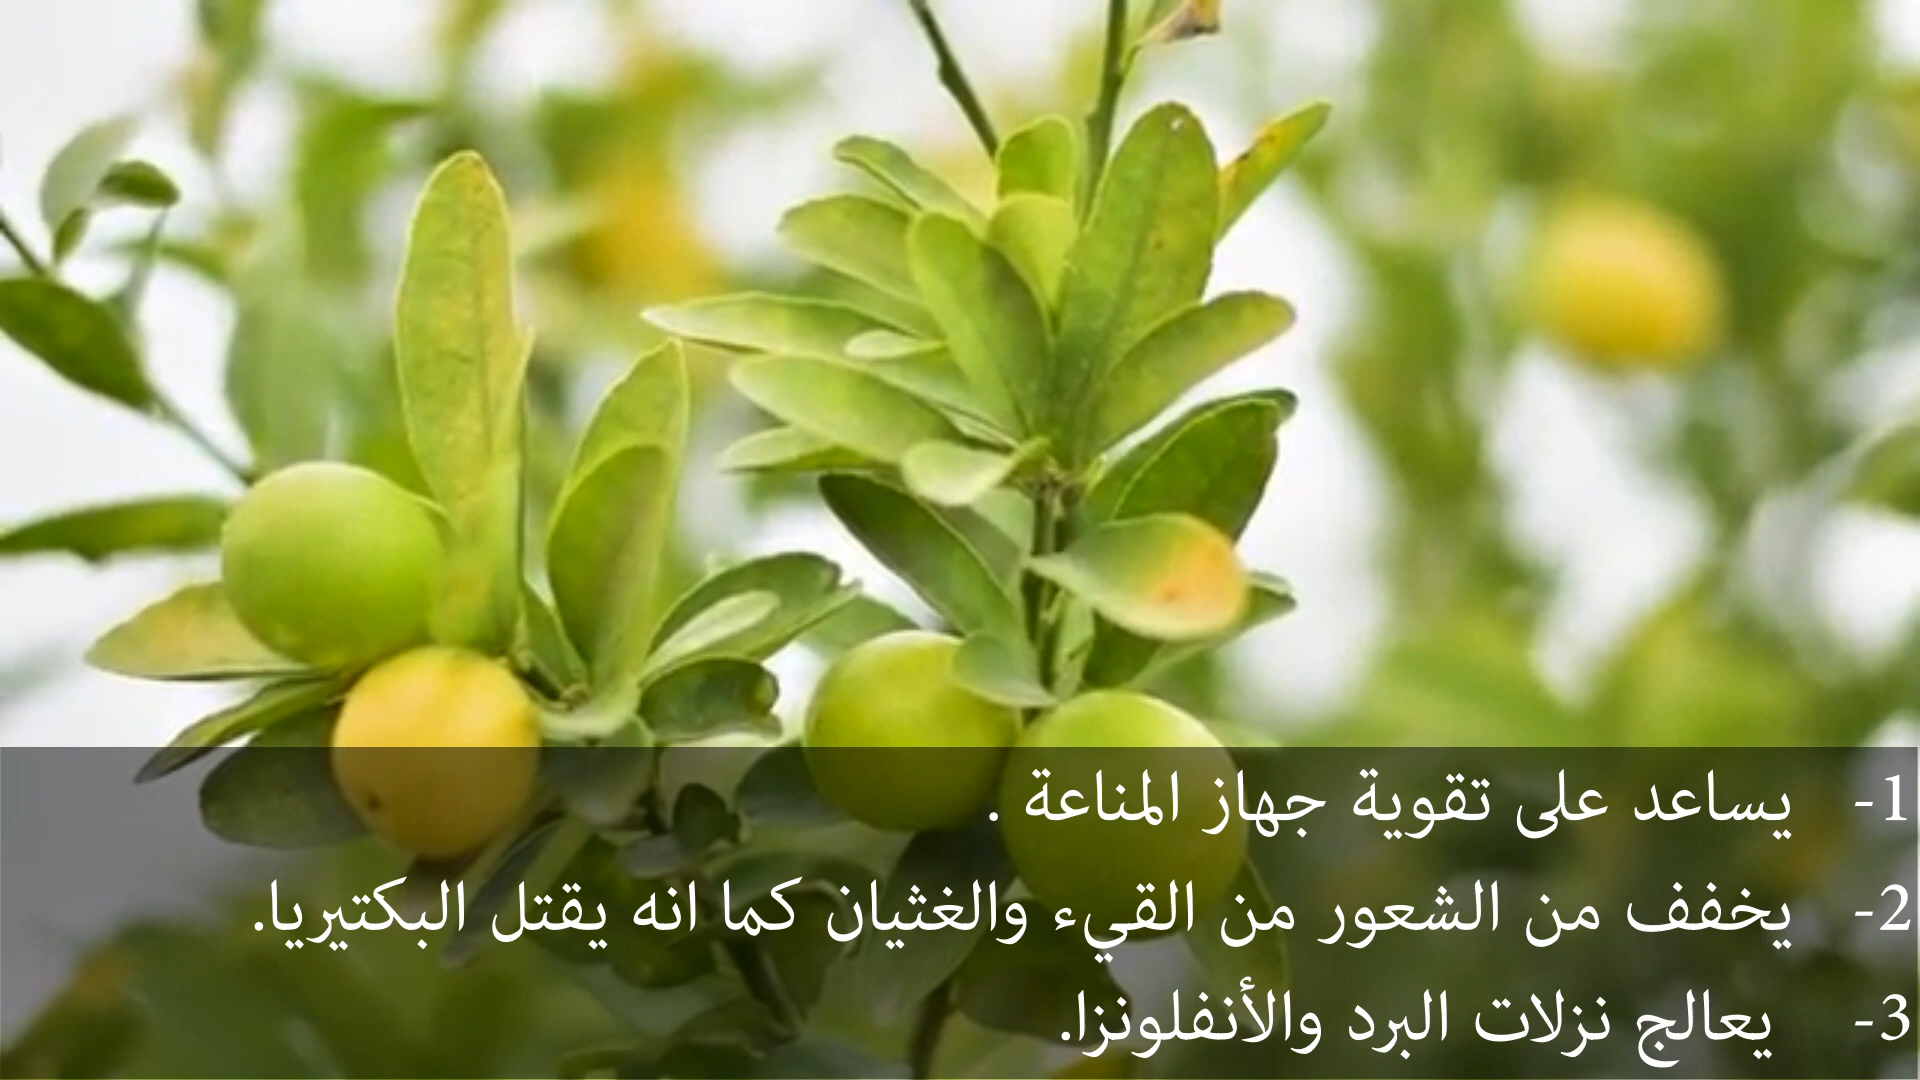 1- يساعد على تقوية جهاز المناعة .
2- يخفف من الشعور من القيء والغثيان كما انه يقتل البكتيريا.
3- يعالج نزلات البرد والأنفلونزا.